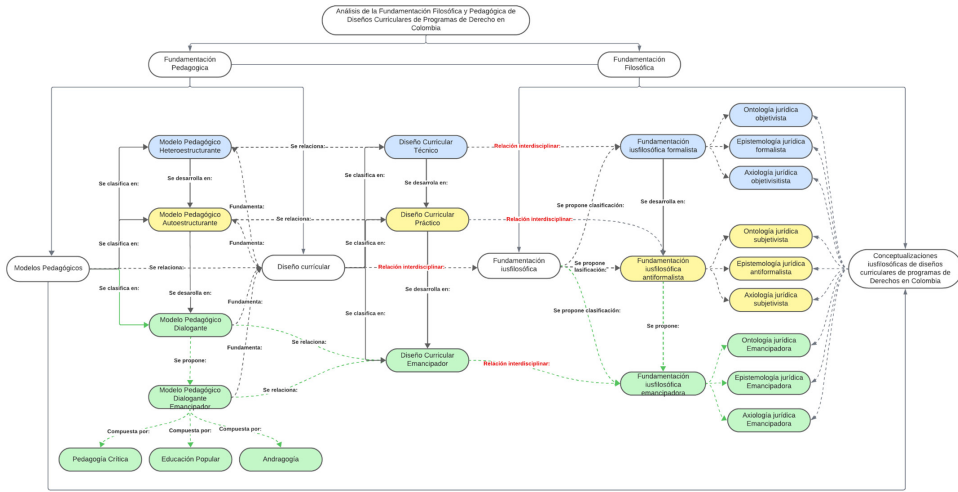 Análisis de la Fundamentación Filosófica y Pedagógica de
Diseños Curriculares de Programas de Derecho en
Colombia
Fundamentación
Pedagogica
Fundamentación
Filosófica
Ontología jurídica
objetivista
Modelo Pedagógico
Heteroestructurante
Se relaciona:
Diseño Curricular
Técnico
Relación interdisciplinar:
Fundamentación
iusfilosófica formalista
Epistemología jurídica
formalista
Axiología jurídica
objetivisitista
Se clasifica en:
Se desarrolla en:
Se clasifica en:
Se desarrolla en:
Fundamenta:
Se propone clasificación:
Se desarrolla en:
Modelo Pedagógico
Autoestructurante
Se relaciona:
Diseño Curricular
Práctico
Relación interdisciplinar:
Ontología jurídica
subjetivista
Se clasifica en:
Fundamenta:
Se clasifica en:
Modelos Pedagógicos
Se relaciona:
Diseño curricular
Relación interdisciplinar:
Fundamentación
iusfilosófica
Se propone
clasificación:
Fundamentación
iusfilosófica
antiformalista
Epistemología jurídica
antiformalista
Conceptualizaciones
iusfilosóficas de diseños
curriculares de programas de
Derechos en Colombia
Se clasifica en:
Se desarolla en:
Fundamenta:
Se desarrolla en:
Axiología jurídica
subjetivista
Se propone clasificación:
Modelo Pedagógico
Dialogante
Se relaciona:
Se propone:
Fundamenta:
Ontología jurídica
Emancipadora
Se propone:
Diseño Curricular
Emancipador
Relación interdisciplinar:
Fundamentación
iusfilosófica
emancipadora
Epistemología jurídica
Emancipadora
Modelo Pedagógico
Dialogante
Emancipador
Se relaciona:
Axiología jurídica
Emancipadora
Compuesta por:
Compuesta por:
Compuesta por:
Pedagogía Crítica
Educación Popular
Andragogía